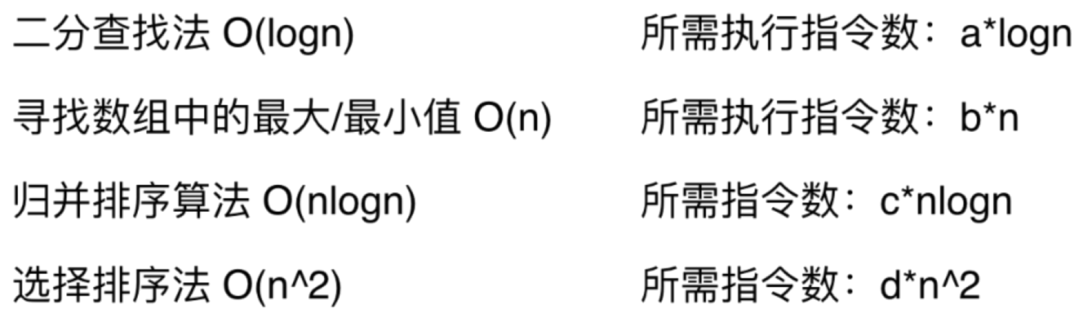 二分查找法 O(logn) 所需执行指令数：a*logn
寻找数组中的最大/最小值 O(n) 所需执行指令数：b*n
归并排序算法 O(nlogn) 所需指令数：c*nlogn
选择排序法 O(n^2) 所需指令数：d*n^2